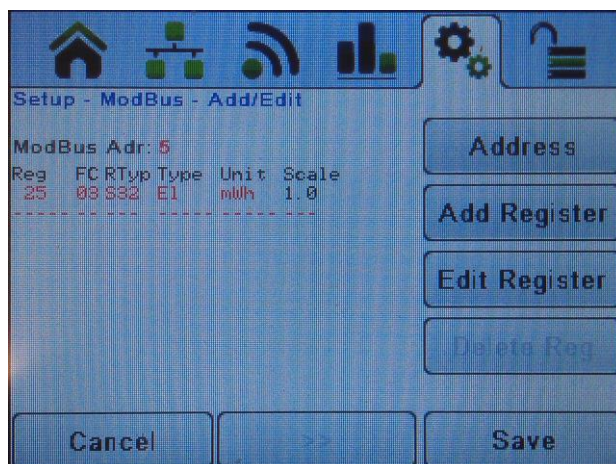 Setup - ModBus - Add/Edit
ModBus Adr: 5
Reg FC RTyp Type Unit Scale
25 03 S32 El mWh 1.0
Address
Add Register
Edit Register
Delete Reg
Cancel
>>
Save